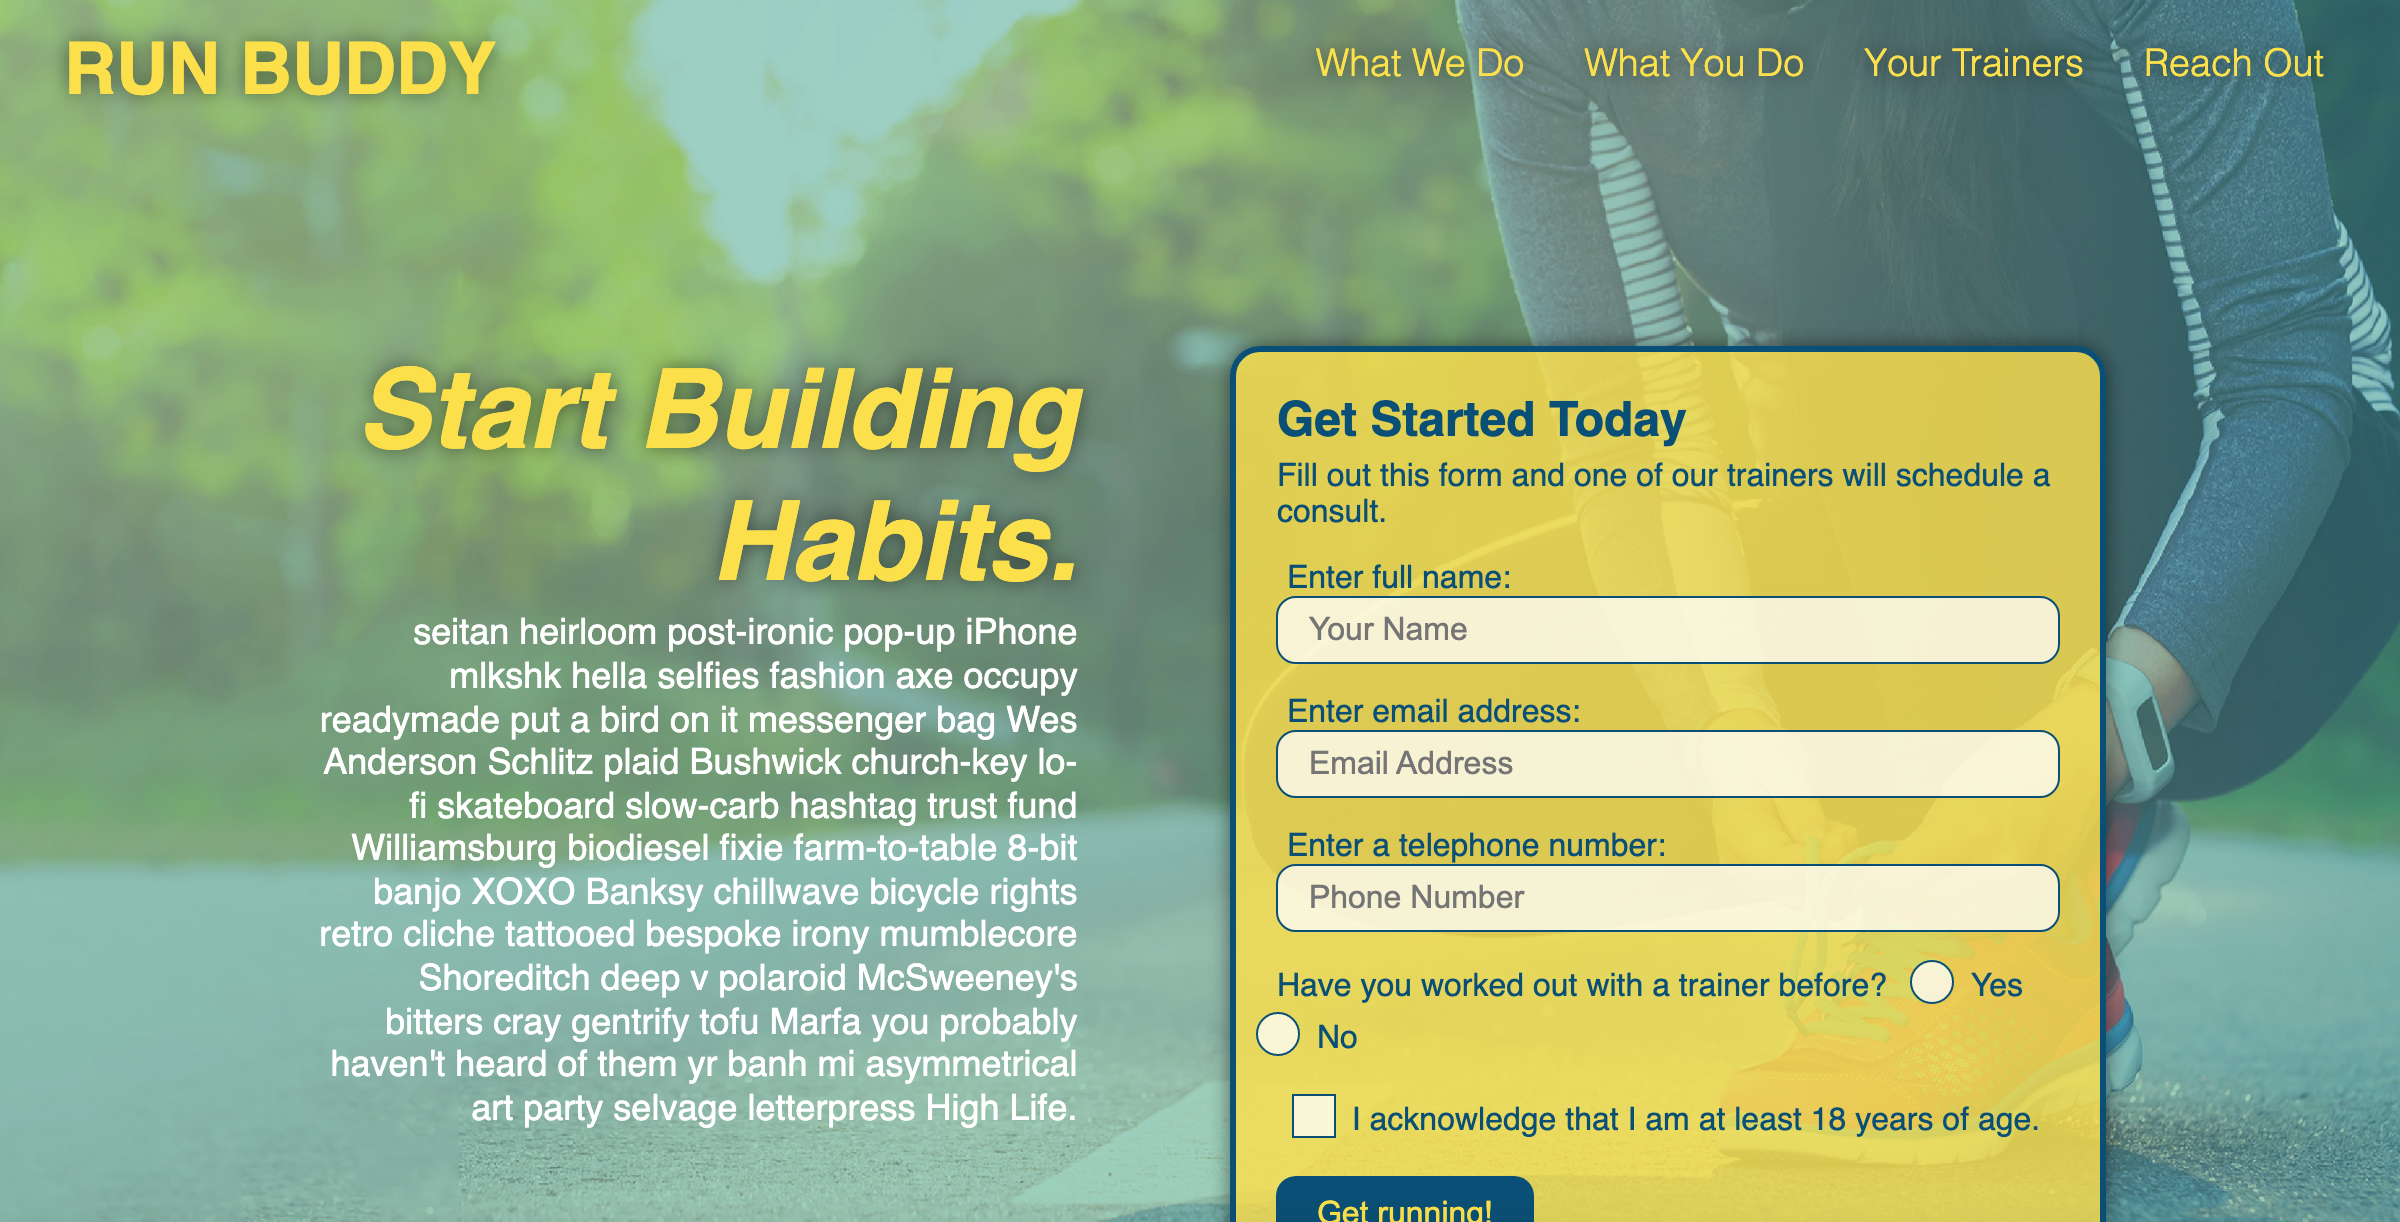 RUN BUDDY
What We Do
What You Do
Your Trainers
Reach Out
Start Building
Habits.
seitan heirloom post-ironic pop-up iPhone
mlkshk hella selfies fashion axe occupy
readymade put a bird on it messenger bag Wes
Anderson Schlitz plaid Bushwick church-key lo-
fi skateboard slow-carb hashtag trust fund
Williamsburg biodiesel fixie farm-to-table 8-bit
banjo XOXO Banksy chillwave bicycle rights
retro cliche tattooed bespoke irony mumblecore
Shoreditch deep v polaroid McSweeney's
bitters cray gentrify tofu Marfa you probably
haven't heard of them yr banh mi asymmetrical
art party selvage letterpress High Life.
Get Started Today
Fill out this form and one of our trainers will schedule a
consult.
Enter full name:
Your Name
Enter email address:
Email Address
Enter a telephone number:
Phone Number
Have you worked out with a trainer before? Yes
No
I acknowledge that I am at least 18 years of age.
Get running!